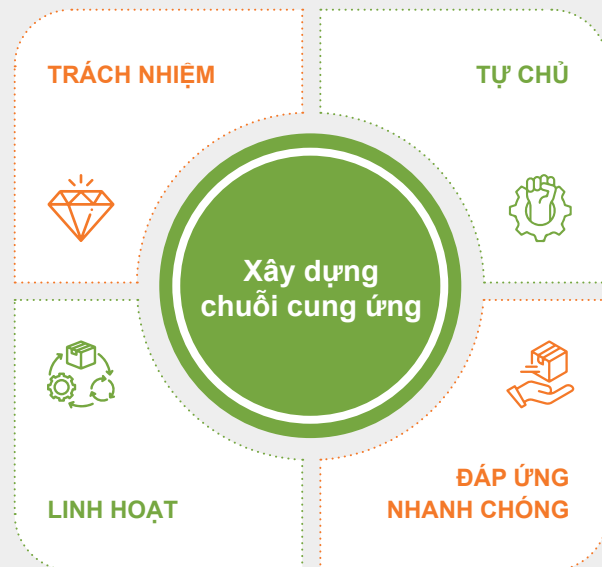 TRÁCH NHIỆM
TỰ CHỦ
Xây dựng
chuỗi cung ứng
LINH HOẠT
ĐÁP ỨNG
NHANH CHÓNG